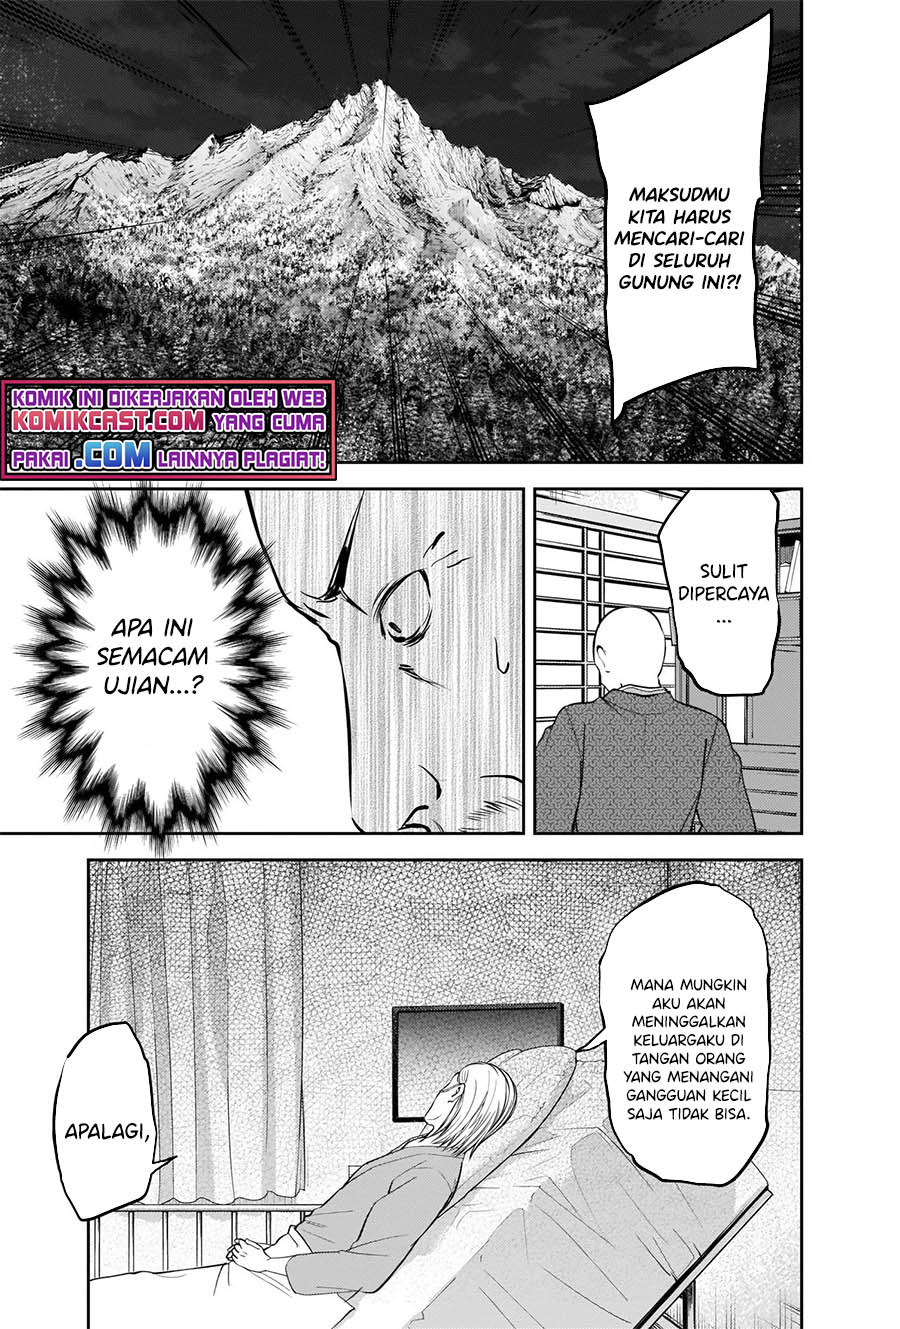 MAKSUDMU
KITA HARUS
MENCARI-CARI
DI SELURUH
GUNUNG INI?!
KOMIK INI DIKERJAKAN OLEH WEB
KOMIKCAST.COM YANG CUMA
PAKAI .COM LAINNYA PLAGIAT!
SULIT
DIPERCAYA
...
APA INI
SEMACAM
UJIAN...?
MANA MUNGKIN
AKU AKAN
MENINGGALKAN
KELUARGAKU DI
TANGAN ORANG
YANG MENANGANI
GANGGUAN KECIL
SAJA TIDAK BISA.
APALAGI,